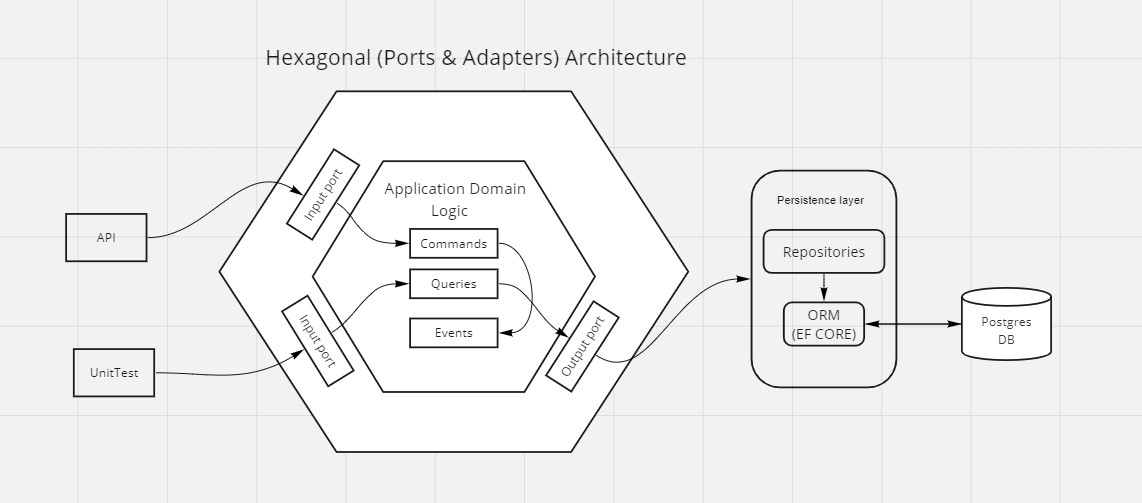 Hexagonal (Ports & Adapters) Architecture
API
UnitTest
Input port
Input port
Application Domain
Logic
Commands
Queries
Events
Output port
Persistence layer
Repositories
ORM
(EF CORE)
Postgres
DB